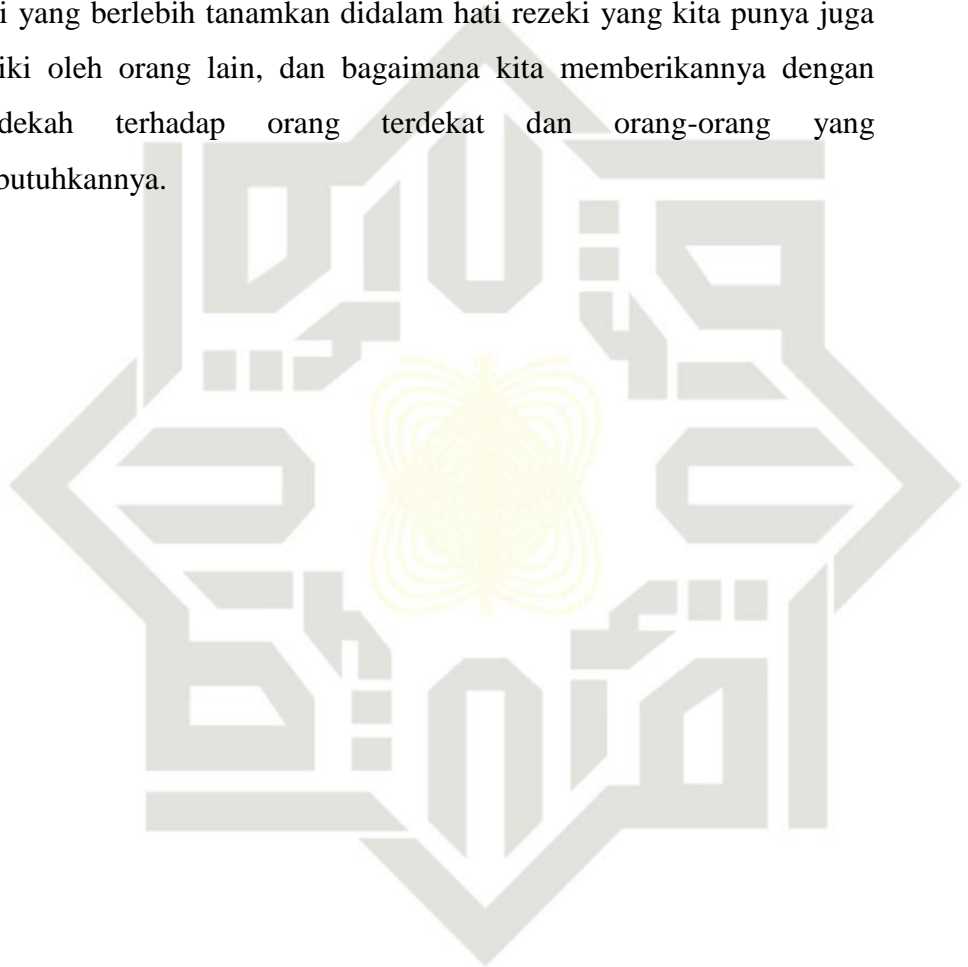 i yang berlebih tanamkan didalam hati rezeki yang kita punya juga
iki oleh orang lain, dan bagaimana kita memberikannya dengan
dekah terhadap orang terdekat dan orang-orang yang
butuhkannya.